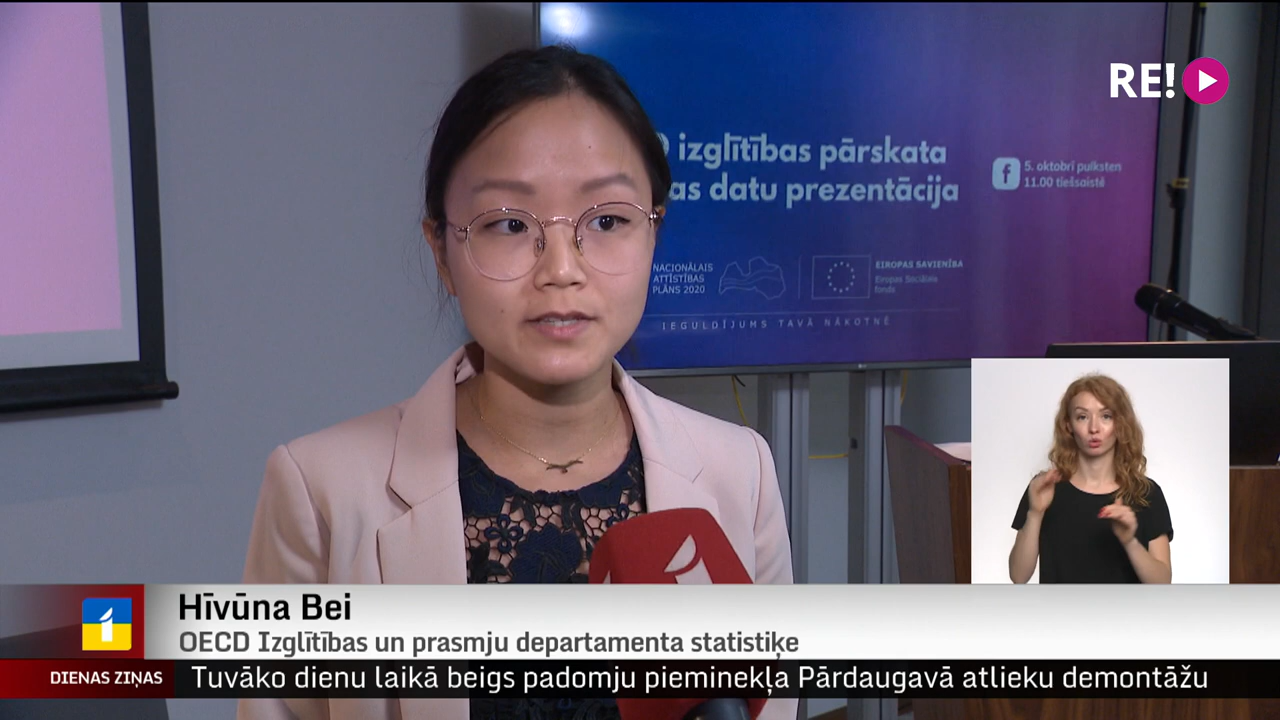 RE!
izglītības pārskata
as datu prezentācija
5. oktobrī pulksten
11.00 tiešsaistē
NACIONĀLAIS
ATTĪSTĪBAS
PLĀNS 2020
EIROPAS SAVIENĪBA
Eiropas Sociālais
fonds
IEGULDĪJUMS TAVĀ NĀKOTNĒ
1
1
Hīvūna Bei
OECD Izglītības un prasmju departamenta statistiķe
DIENAS ZIŅAS
Tuvāko dienu laikā beigs padomju pieminekļa Pārdaugavā atlieku demontāžu